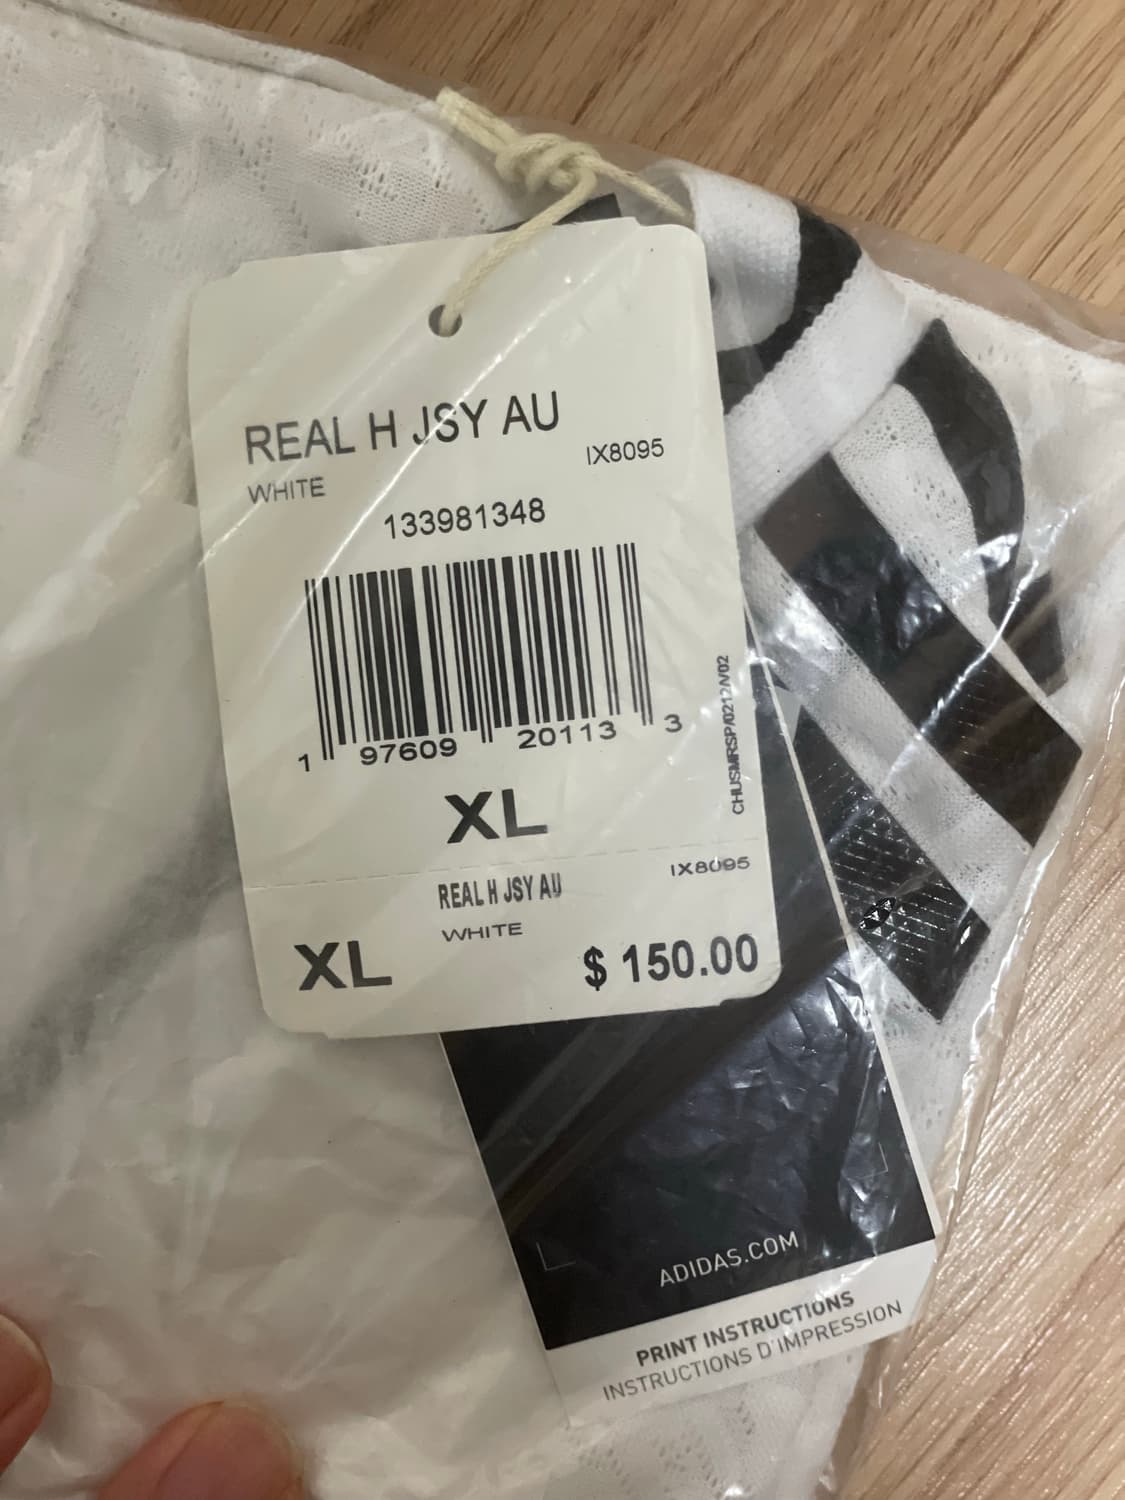 REAL H JSY AU
IX8095
WHITE
133981348
1 97609 20113 3
CHUSMRSP/0212/V02
XL
IX8095
REAL H JSY AU
WHITE
XL
$ 150.00
ADIDAS.COM
PRINT INSTRUCTIONS
INSTRUCTIONS D'IMPRESSION